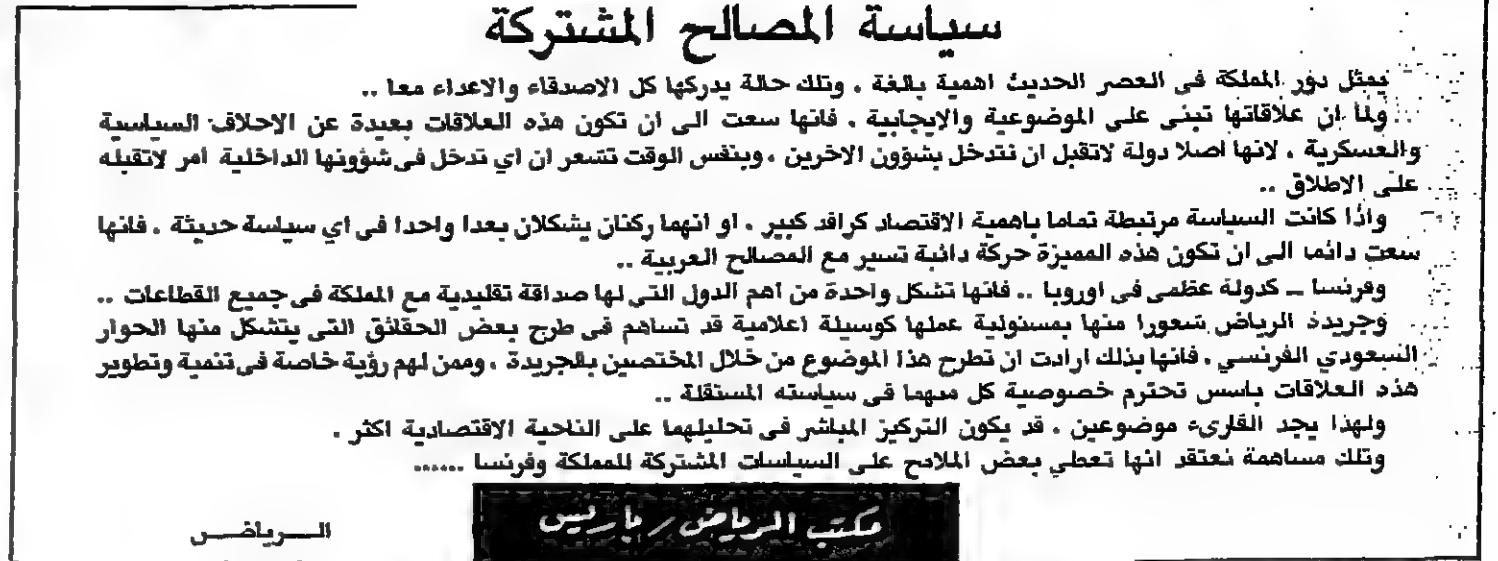 سياسة المصالح المشتركة
يمثل دور المملكة فى العصر الحديث اهمية بالغة ، وتلك حالة يدركها كل الاصدقاء والاعداء معا ..
ولما ان علاقاتها تبنى على الموضوعية والايجابية ، فانها سعت الى ان تكون هذه العلاقات بعيدة عن الاحلاف السياسية
والعسكرية ، لانها اصلا دولة لاتقبل ان تتدخل بشؤون الاخرين ، وبنفس الوقت تشعر ان اي تدخل فى شؤونها الداخلية امر لاتقبله
على الاطلاق ..
واذا كانت السياسة مرتبطة تماما باهمية الاقتصاد كرافد كبير ، او انهما ركنان يشكلان بعدا واحدا فى اي سياسة حديثة ، فانها
سعت دائما الى ان تكون هذه المميزة حركة دائبة تسير مع المصالح العربية ..
وفرنسا ــ كدولة عظمى فى اوروبا .. فانها تشكل واحدة من اهم الدول التى لها صداقة تقليدية مع المملكة فى جميع القطاعات ..
وجريدة الرياض شعورا منها بمسئولية عملها كوسيلة اعلامية قد تساهم فى طرح بعض الحقائق التى يتشكل منها الحوار
السعودي الفرنسي ، فانها بذلك ارادت ان تطرح هذا الموضوع من خلال المختصين بالجريدة ، وممن لهم رؤية خاصة فى تنمية وتطوير
هذه العلاقات باسس تحترم خصوصية كل منهما فى سياسته المستقلة ..
ولهذا يجد القارىء موضوعين ، قد يكون التركيز المباشر فى تحليلهما على الناحية الاقتصادية اكثر .
وتلك مساهمة نعتقد انها تعطي بعض الملامح على السياسات المشتركة للمملكة وفرنسا ......
مكتب الرياض / باريس
الــرياض